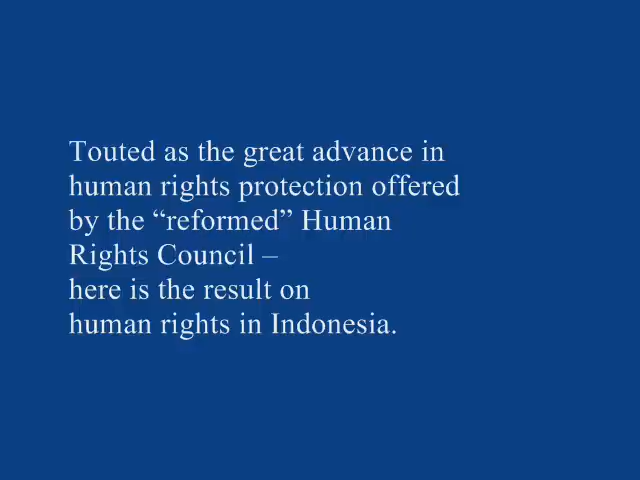 Touted as the great advance in
human rights protection offered
by the “reformed” Human
Rights Council –
here is the result on
human rights in Indonesia.